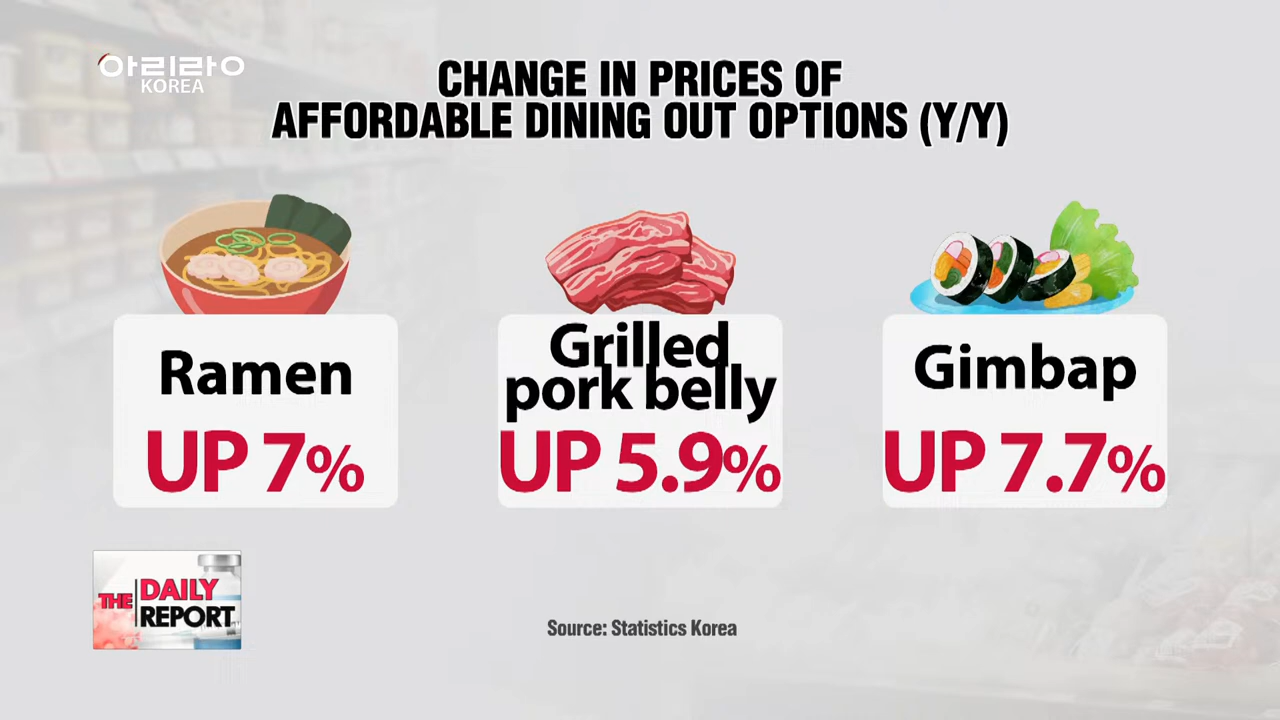 아리랑
KOREA
CHANGE IN PRICES OF
AFFORDABLE DINING OUT OPTIONS (Y/Y)
Ramen
UP 7%
Grilled
pork belly
UP 5.9%
Gimbap
UP 7.7%
THE DAILY
REPORT
Source: Statistics Korea